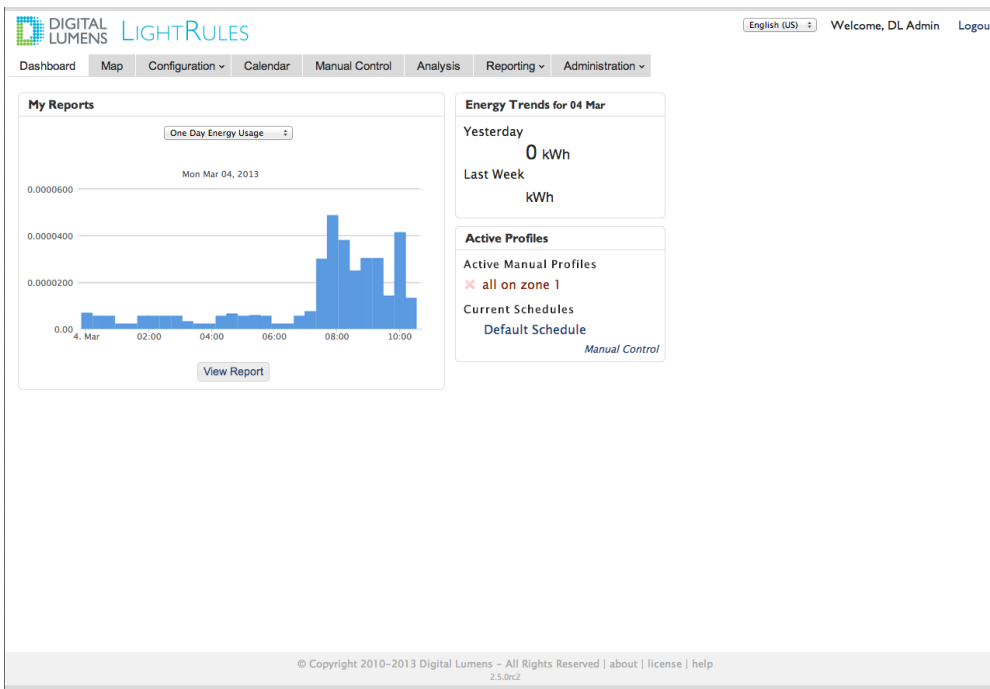 DIGITAL
LUMENS
LIGHTRULES
English (US)
Welcome, DL Admin
Logou
Dashboard
Map
Configuration
Calendar
Manual Control
Analysis
Reporting
Administration
My Reports
One Day Energy Usage
Mon Mar 04, 2013
0.0000600
0.0000400
0.0000200
0.00
4. Mar
02:00
04:00
06:00
08:00
10:00
View Report
Energy Trends for 04 Mar
Yesterday
0 kWh
Last Week
kWh
Active Profiles
Active Manual Profiles
all on zone 1
Current Schedules
Default Schedule
Manual Control
© Copyright 2010-2013 Digital Lumens - All Rights Reserved | about | license | help
2.5.0rc2